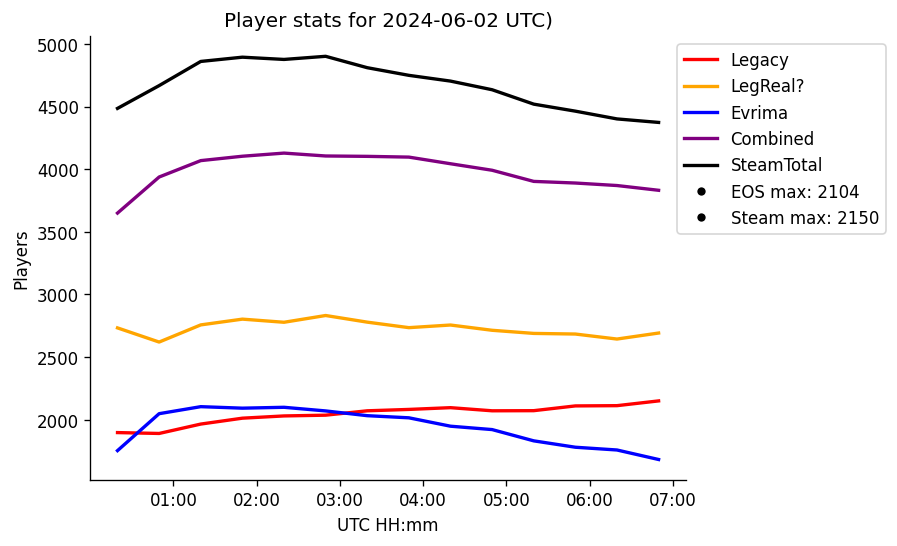 Player stats for 2024-06-02 UTC)
Players
5000
4500
4000
3500
3000
2500
2000
01:00 02:00 03:00 04:00 05:00 06:00 07:00
UTC HH:mm
Legacy
LegReal?
Evrima
Combined
SteamTotal
EOS max: 2104
Steam max: 2150